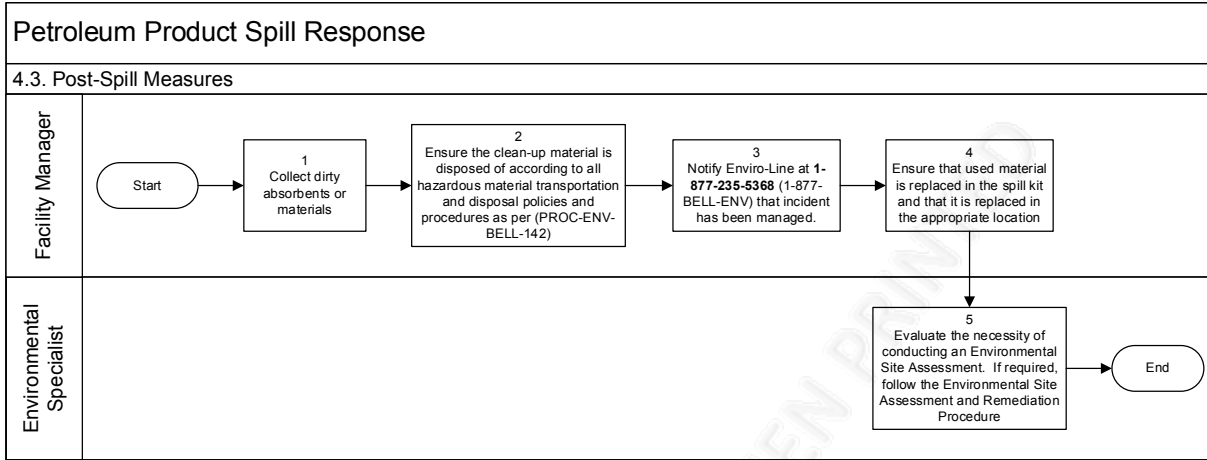 Petroleum Product Spill Response
4.3. Post-Spill Measures
Facility Manager
Start
1
Collect dirty
absorbents or
materials
2
Ensure the clean-up material is
disposed of according to all
hazardous material transportation
and disposal policies and
procedures as per (PROC-ENV-
BELL-142)
3
Notify Enviro-Line at 1-
877-235-5368 (1-877-
BELL-ENV) that incident
has been managed.
4
Ensure that used material
is replaced in the spill kit
and that it is replaced in
the appropriate location
Environmental
Specialist
5
Evaluate the necessity of
conducting an Environmental
Site Assessment. If required,
follow the Environmental Site
Assessment and Remediation
Procedure
End